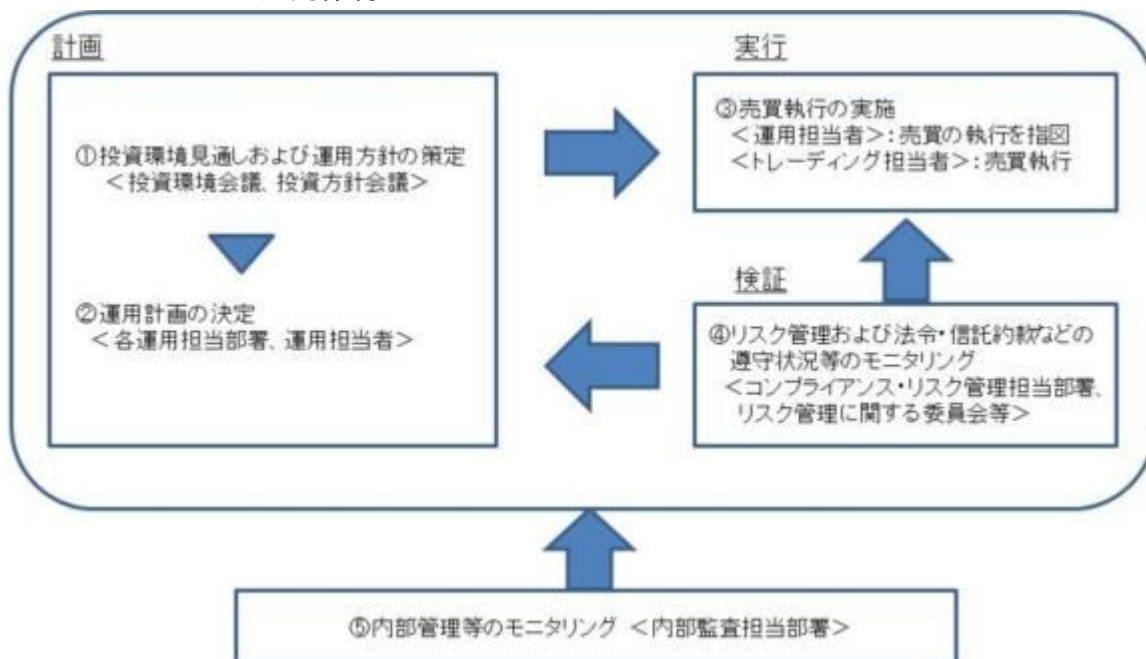 計画
①投資環境見通しおよび運用方針の策定
＜投資環境会議、投資方針会議＞
②運用計画の決定
＜各運用担当部署、運用担当者＞
実行
③売買執行の実施
＜運用担当者＞：売買の執行を指図
＜トレーディング担当者＞：売買執行
検証
④リスク管理および法令・信託約款などの
遵守状況等のモニタリング
＜コンプライアンス・リスク管理担当部署、
リスク管理に関する委員会等＞
⑤内部管理等のモニタリング ＜内部監査担当部署＞